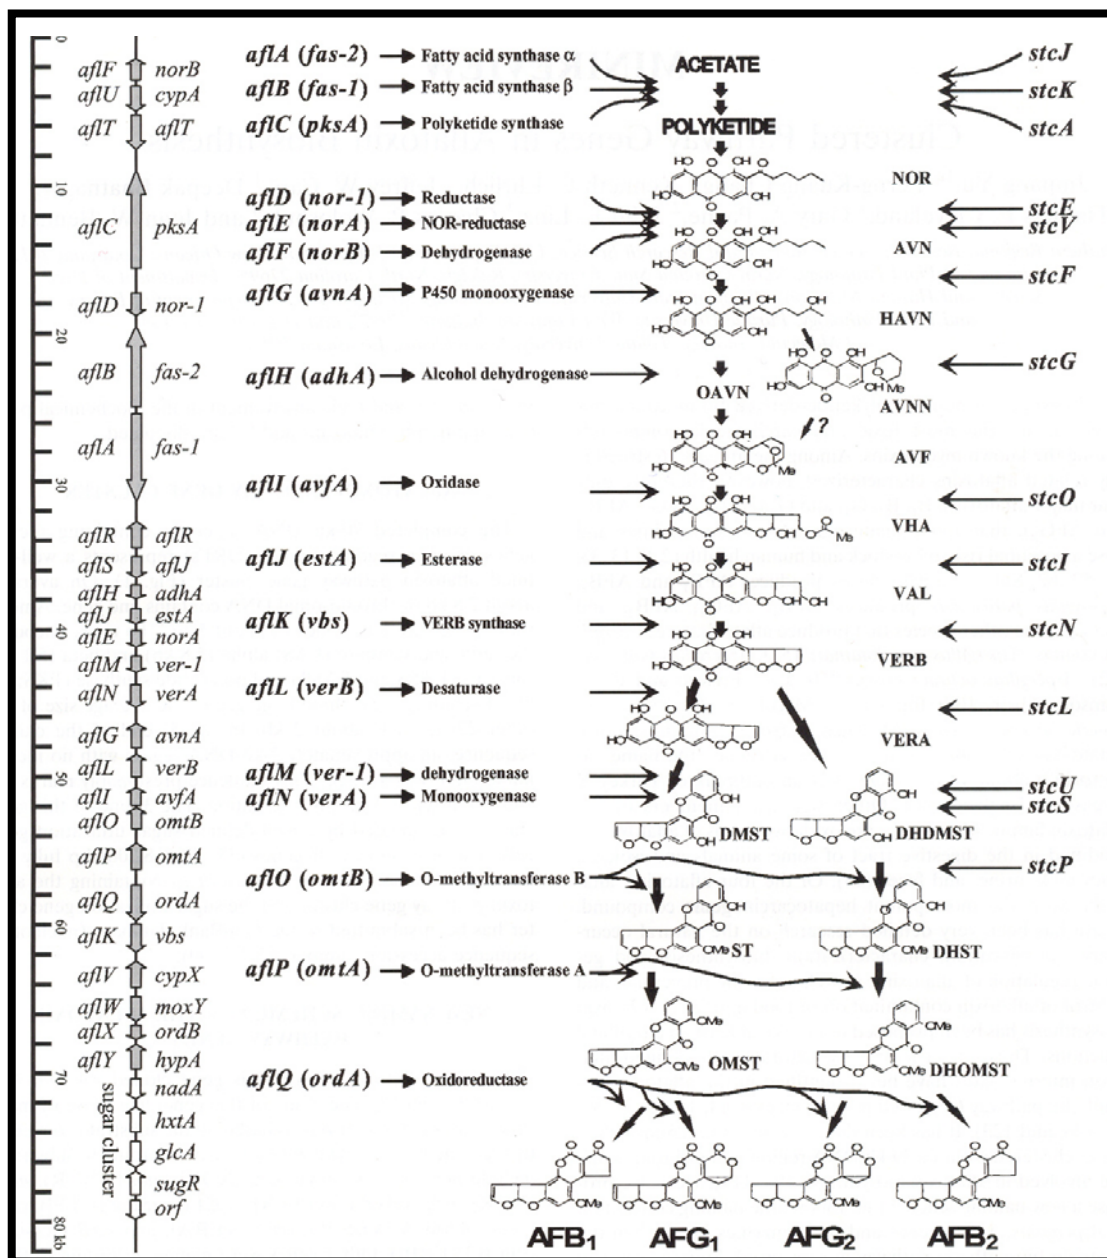 0
aflF norB
aflU cypA
aflT aflT
10
aflC pksA
aflD nor-1
20
aflB fas-2
aflA fas-1
30
aflR aflR
aflS aflJ
aflH adhA
aflJ estA
40
aflE norA
aflM ver-1
aflN verA
aflG avnA
50
aflL verB
aflI avfA
aflO omtB
aflP omtA
aflQ ordA
60
aflK vbs
aflV cypX
aflW moxY
aflX ordB
aflY hypA
70
nadA
hxtA
glcA
sugR
orf
sugar cluster
80 kb
aflA (fas-2) Fatty acid synthase α
aflB (fas-1) Fatty acid synthase β
aflC (pksA) Polyketide synthase
aflD (nor-1) Reductase
aflE (norA) NOR-reductase
aflF (norB) Dehydrogenase
aflG (avnA) P450 monooxygenase
aflH (adhA) Alcohol dehydrogenase
aflI (avfA) Oxidase
aflJ (estA) Esterase
aflK (vbs) VERB synthase
aflL (verB) Desaturase
aflM (ver-1) dehydrogenase
aflN (verA) Monooxygenase
aflO (omtB) O-methyltransferase B
aflP (omtA) O-methyltransferase A
aflQ (ordA) Oxidoreductase
ACETATE
POLYKETIDE
NOR
AVN
HAVN
OAVN
AVNN
?
AVF
VHA
VAL
VERB
VERA
DMST DHDMST
ST DHST
OMST DHOMST
AFB1 AFG1 AFG2 AFB2
stcJ
stcK
stcA
stcE
stcV
stcF
stcG
stcO
stcI
stcN
stcL
stcU
stcS
stcP